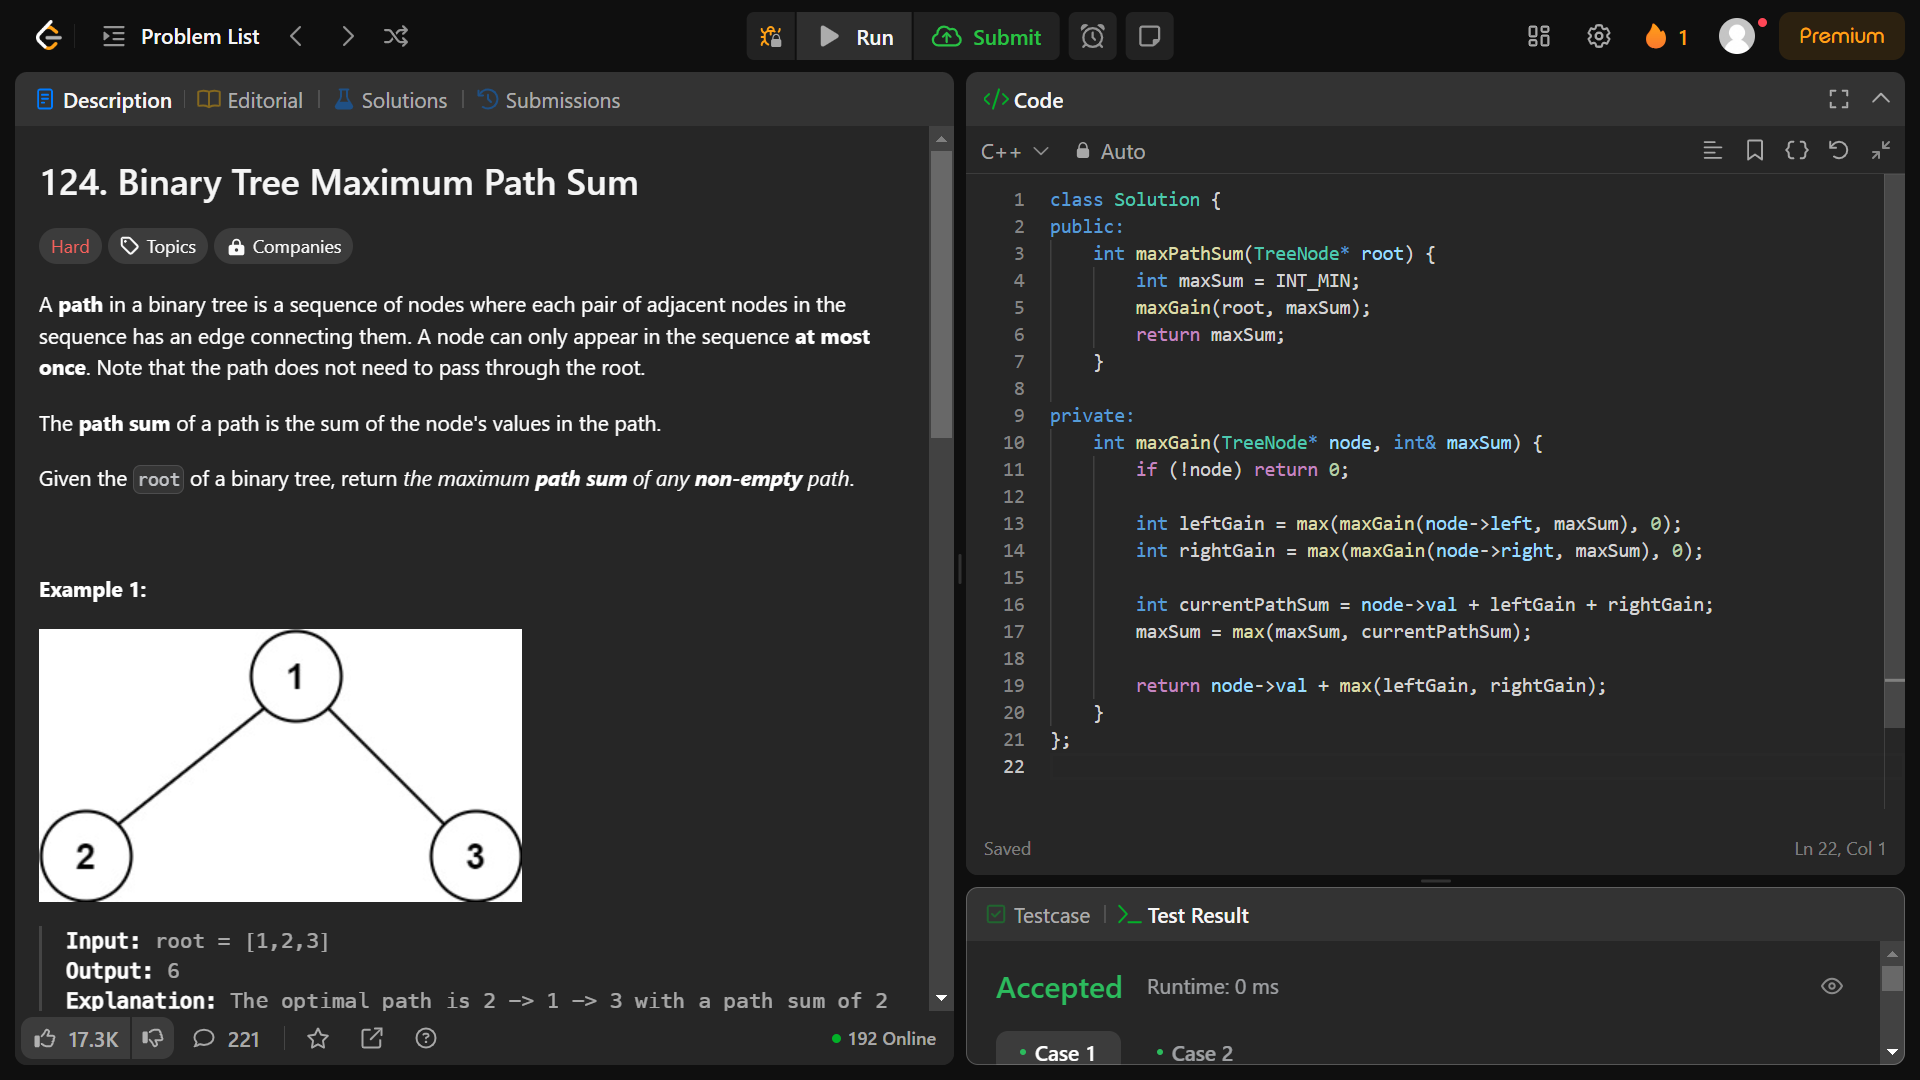 Problem List
Run
Submit
1
Premium
Description
Editorial
Solutions
Submissions
124. Binary Tree Maximum Path Sum
Hard
Topics
Companies
A path in a binary tree is a sequence of nodes where each pair of adjacent nodes in the
sequence has an edge connecting them. A node can only appear in the sequence at most
once. Note that the path does not need to pass through the root.
The path sum of a path is the sum of the node's values in the path.
Given the root of a binary tree, return the maximum path sum of any non-empty path.
Example 1:
1
2
3
Input: root = [1,2,3]
Output: 6
Explanation: The optimal path is 2 -> 1 -> 3 with a path sum of 2
17.3K
221
192 Online
</> Code
C++
Auto
1 class Solution {
2 public:
3 int maxPathSum(TreeNode* root) {
4 int maxSum = INT_MIN;
5 maxGain(root, maxSum);
6 return maxSum;
7 }
8
9 private:
10 int maxGain(TreeNode* node, int& maxSum) {
11 if (!node) return 0;
12
13 int leftGain = max(maxGain(node->left, maxSum), 0);
14 int rightGain = max(maxGain(node->right, maxSum), 0);
15
16 int currentPathSum = node->val + leftGain + rightGain;
17 maxSum = max(maxSum, currentPathSum);
18
19 return node->val + max(leftGain, rightGain);
20 }
21 };
22
Saved
Ln 22, Col 1
Testcase
Test Result
Accepted
Runtime: 0 ms
Case 1
Case 2